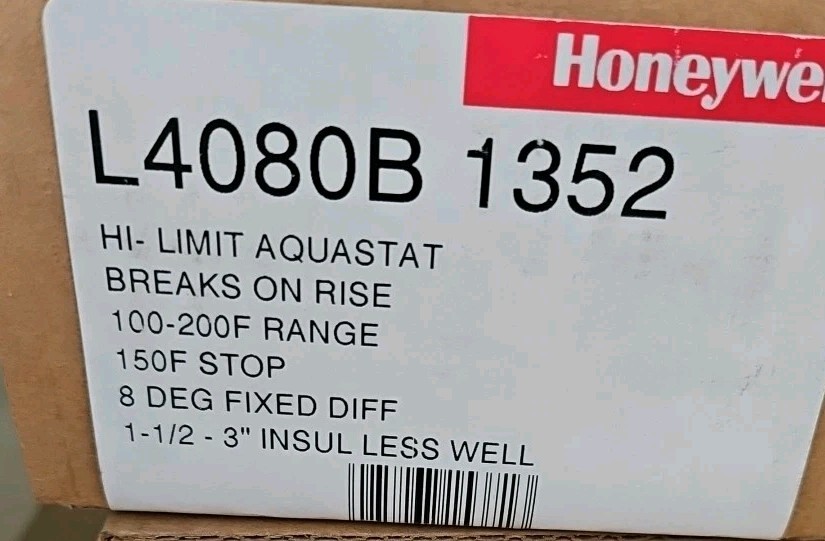 Honeywel
L4080B 1352
HI- LIMIT AQUASTAT
BREAKS ON RISE
100-200F RANGE
150F STOP
8 DEG FIXED DIFF
1-1/2 - 3" INSUL LESS WELL